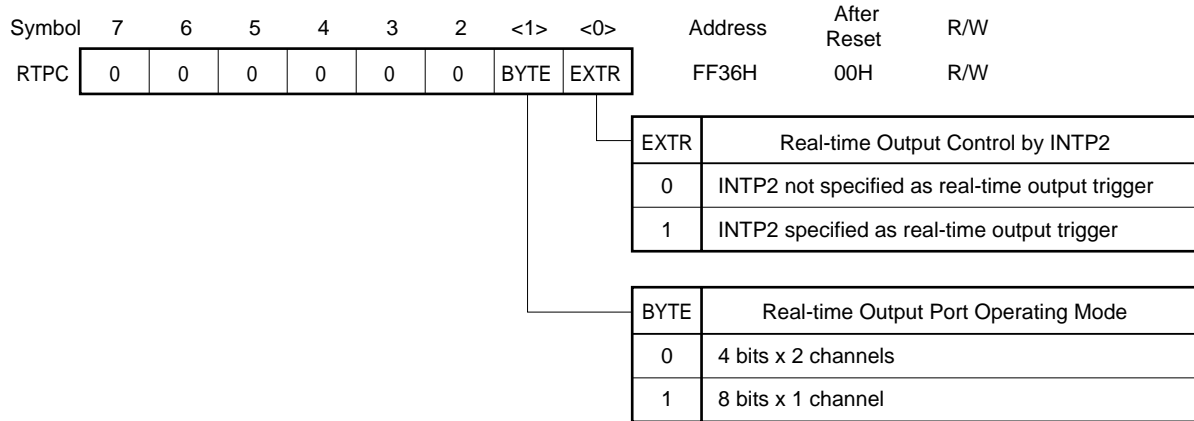 Symbol 7 6 5 4 3 2 <1> <0> Address After Reset R/W
RTPC 0 0 0 0 0 0 BYTE EXTR FF36H 00H R/W
EXTR Real-time Output Control by INTP2
0 INTP2 not specified as real-time output trigger
1 INTP2 specified as real-time output trigger
BYTE Real-time Output Port Operating Mode
0 4 bits x 2 channels
1 8 bits x 1 channel